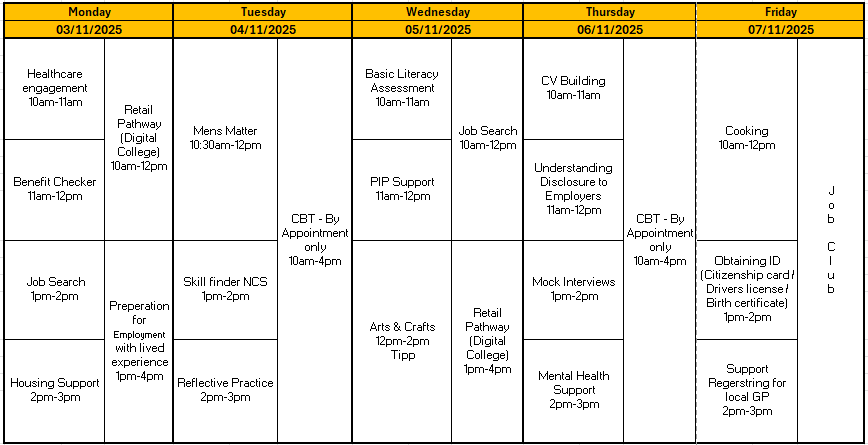 Monday
Tuesday
Wednesday
Thursday
Friday
03/11/2025
04/11/2025
05/11/2025
06/11/2025
07/11/2025
Healthcare
engagement
10am-11am
Benefit Checker
11am-12pm
Job Search
1pm-2pm
Housing Support
2pm-3pm
Retail
Pathway
(Digital
College)
10am-12pm
Preperation
for
Employment
with lived
experience
1pm-4pm
Mens Matter
10:30am-12pm
Skill finder NCS
1pm-2pm
Reflective Practice
2pm-3pm
CBT - By
Appointment
only
10am-4pm
Basic Literacy
Assessment
10am-11am
PIP Support
11am-12pm
Arts & Crafts
12pm-2pm
Tipp
Job Search
10am-12pm
Retail
Pathway
(Digital
College)
1pm-4pm
CV Building
10am-11am
Understanding
Disclosure to
Employers
11am-12pm
Mock Interviews
1pm-2pm
Mental Health
Support
2pm-3pm
CBT - By
Appointment
only
10am-4pm
Cooking
10am-12pm
Obtaining ID
(Citizenship card /
Drivers license /
Birth certificate)
1pm-2pm
Support
Regerstring for
local GP
2pm-3pm
J
o
b
C
l
u
b